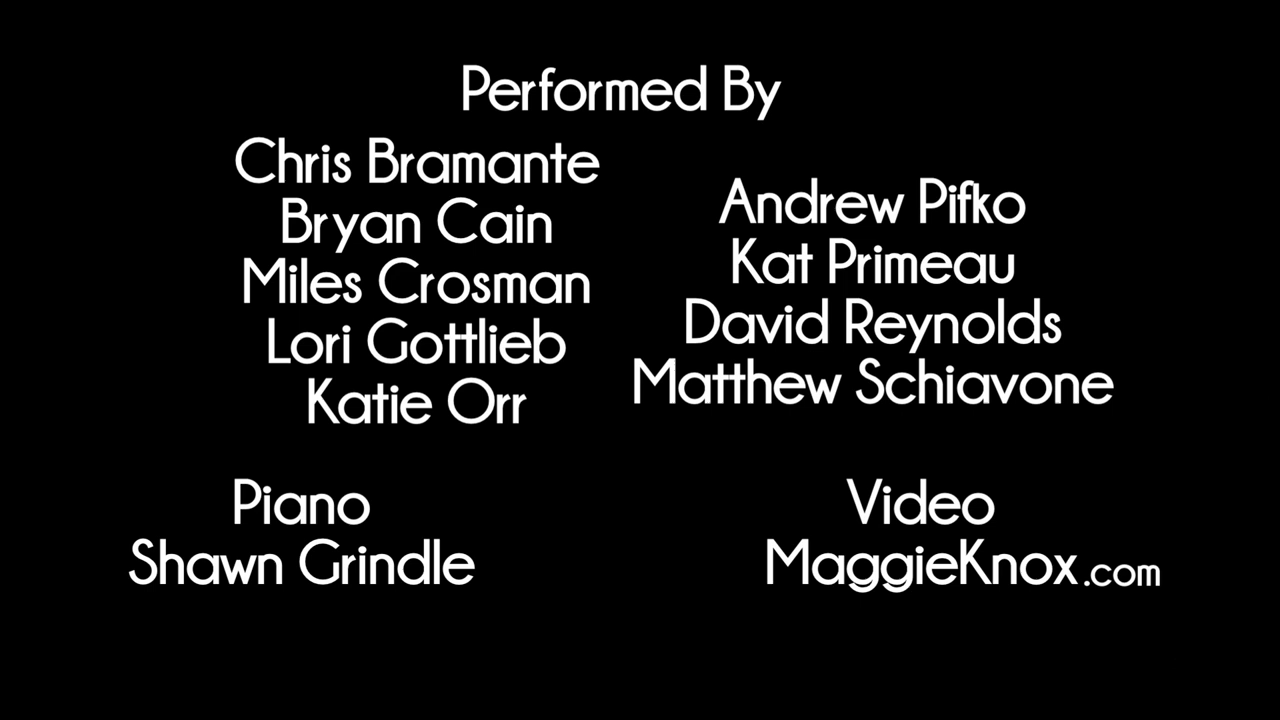 Performed By
Chris Bramante
Bryan Cain
Miles Crosman
Lori Gottlieb
Katie Orr
Andrew Pifko
Kat Primeau
David Reynolds
Matthew Schiavone
Piano
Shawn Grindle
Video
MaggieKnox.com